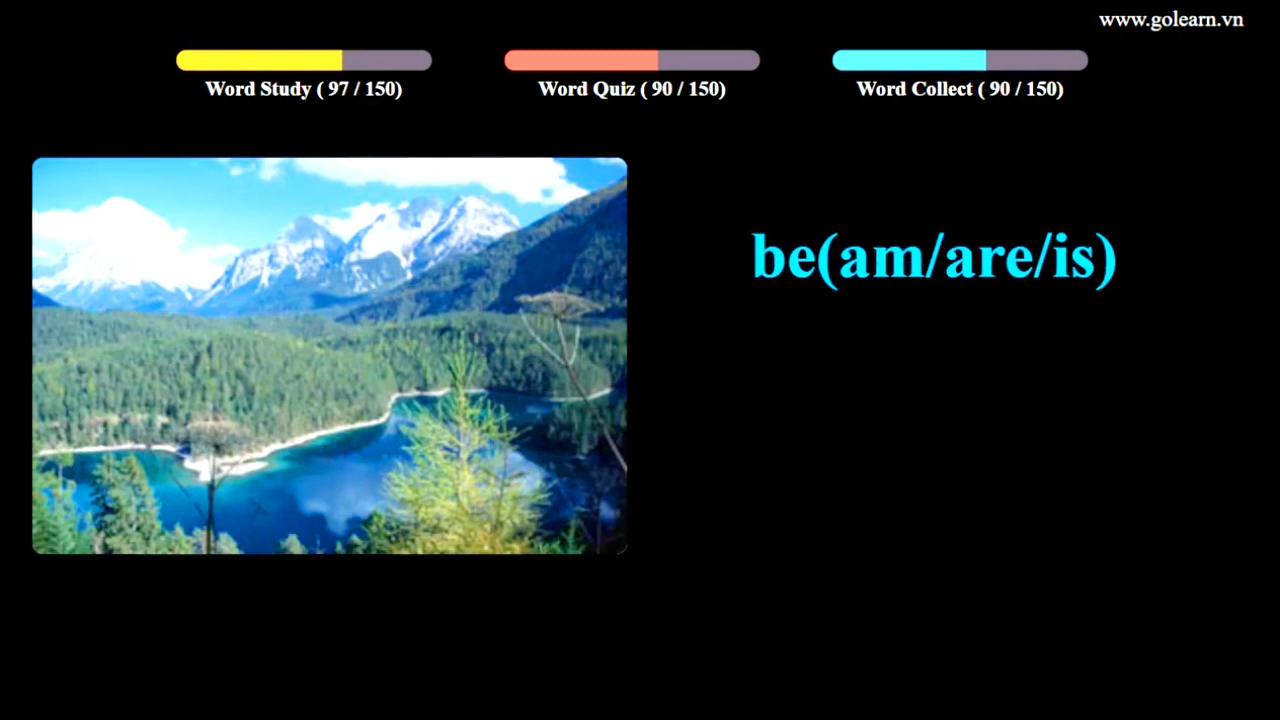 www.golearn.vn
Word Study ( 97 / 150)
Word Quiz ( 90 / 150)
Word Collect ( 90 / 150)
be(am/are/is)